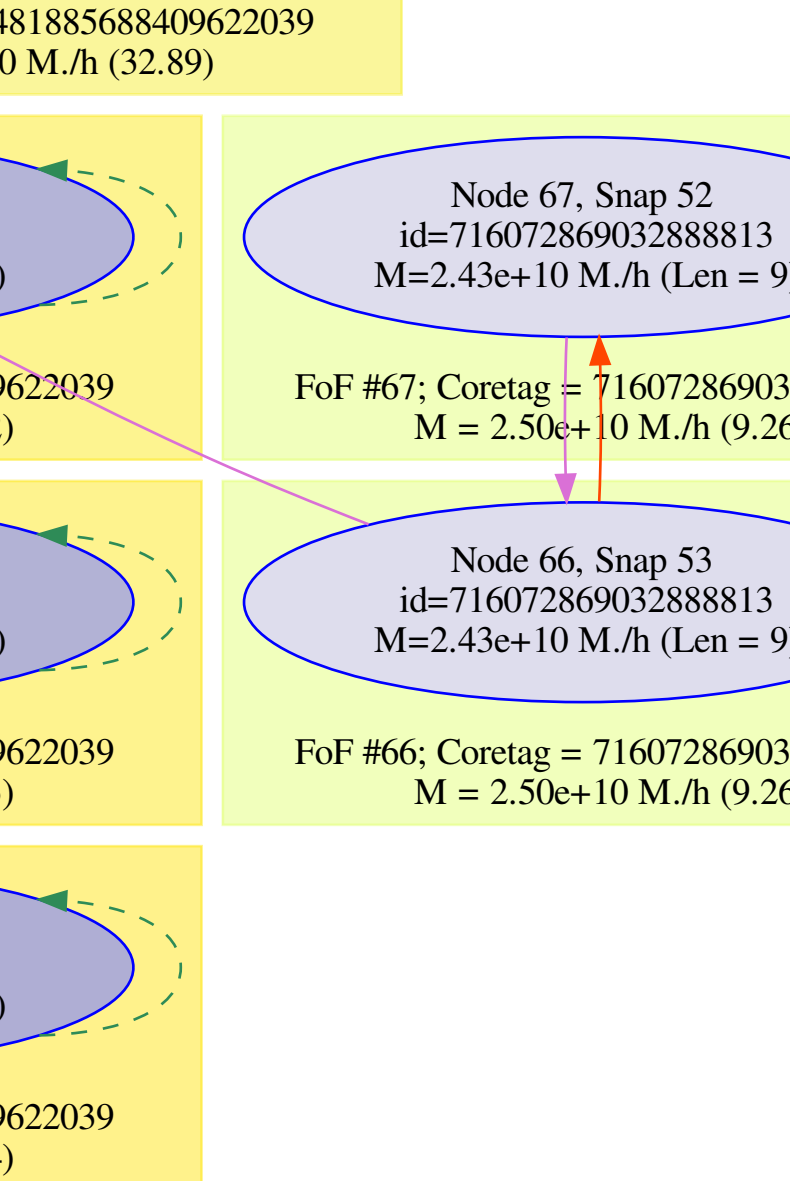 481885688409622039
0 M./h (32.89)
Node 67, Snap 52
id=716072869032888813
M=2.43e+10 M./h (Len = 9)
)
9622039
FoF #67; Coretag = 71607286903
M = 2.50e+10 M./h (9.26
)
Node 66, Snap 53
id=716072869032888813
M=2.43e+10 M./h (Len = 9)
)
9622039
FoF #66; Coretag = 71607286903
M = 2.50e+10 M./h (9.26
)
)
9622039
)